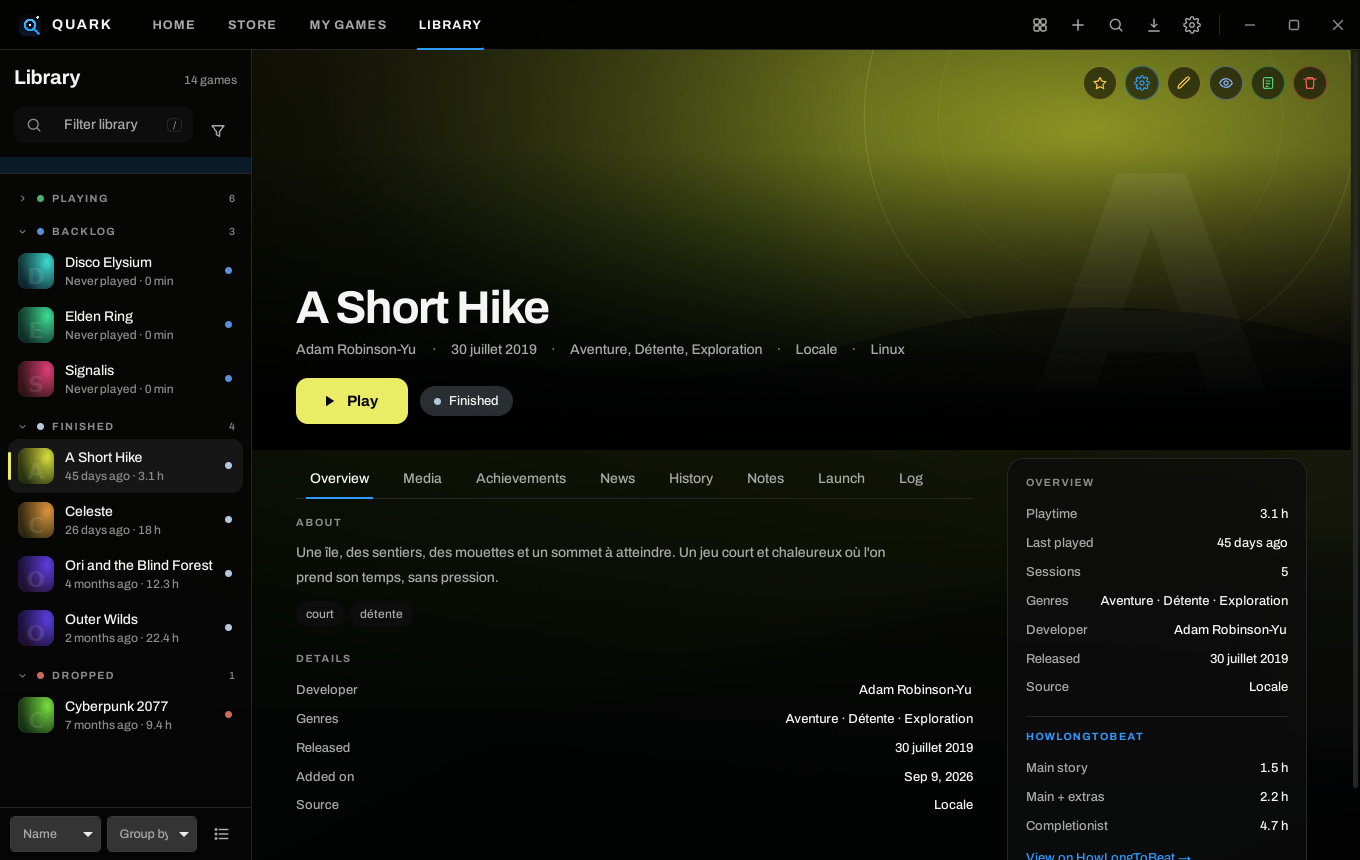 QUARK
HOME
STORE
MY GAMES
LIBRARY
Library
14 games
Filter library
/
PLAYING
6
BACKLOG
3
Disco Elysium
Never played · 0 min
Elden Ring
Never played · 0 min
Signalis
Never played · 0 min
FINISHED
4
A Short Hike
45 days ago · 3.1 h
Celeste
26 days ago · 18 h
Ori and the Blind Forest
4 months ago · 12.3 h
Outer Wilds
2 months ago · 22.4 h
DROPPED
1
Cyberpunk 2077
7 months ago · 9.4 h
Name
Group by
A
A Short Hike
Adam Robinson-Yu · 30 juillet 2019 · Aventure, Détente, Exploration · Locale · Linux
Play
Finished
Overview
Media
Achievements
News
History
Notes
Launch
Log
ABOUT
Une île, des sentiers, des mouettes et un sommet à atteindre. Un jeu court et chaleureux où l'on
prend son temps, sans pression.
court
détente
DETAILS
Developer
Adam Robinson-Yu
Genres
Aventure · Détente · Exploration
Released
30 juillet 2019
Added on
Sep 9, 2026
Source
Locale
OVERVIEW
Playtime
3.1 h
Last played
45 days ago
Sessions
5
Genres
Aventure · Détente · Exploration
Developer
Adam Robinson-Yu
Released
30 juillet 2019
Source
Locale
HOWLONGTOBEAT
Main story
1.5 h
Main + extras
2.2 h
Completionist
4.7 h
View on HowLongToBeat →